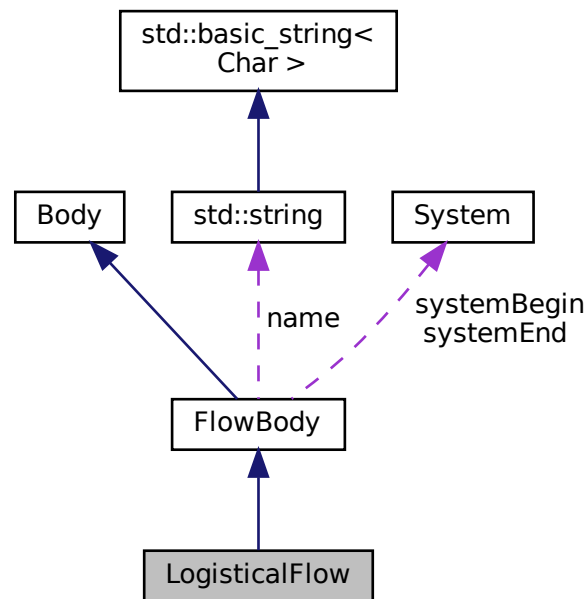 std::basic_string<
Char >
Body
std::string
System
name
systemBegin
systemEnd
FlowBody
LogisticalFlow